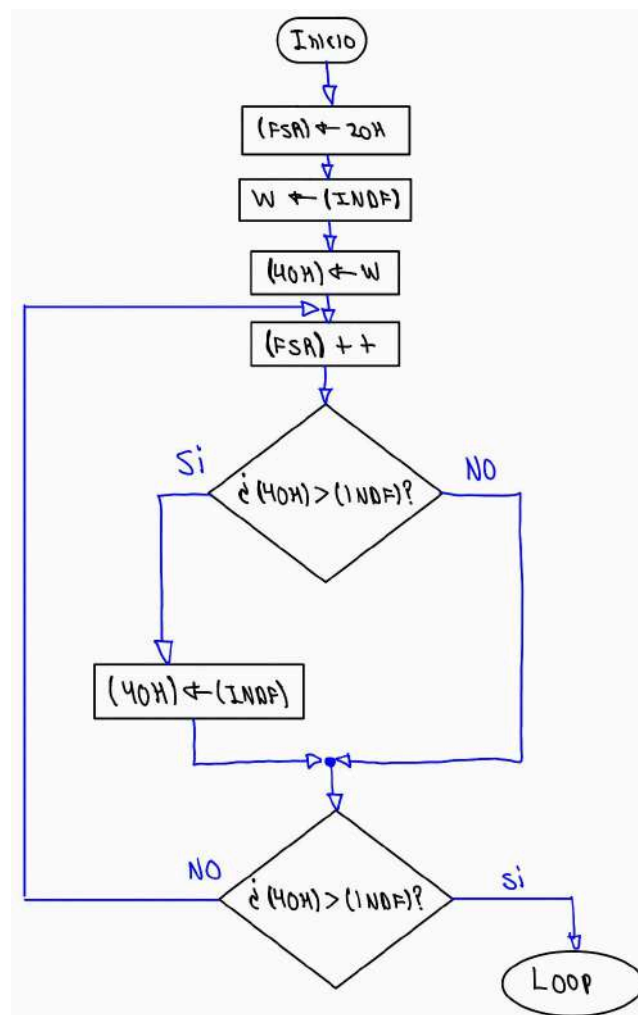 Inicio
(FSR) ← 20H
W ← (INDF)
(40H) ← W
(FSR) ++
Si
NO
¿(40H) > (INDF)?
(40H) ← (INDF)
NO
Si
¿(40H) > (INDF)?
Loop